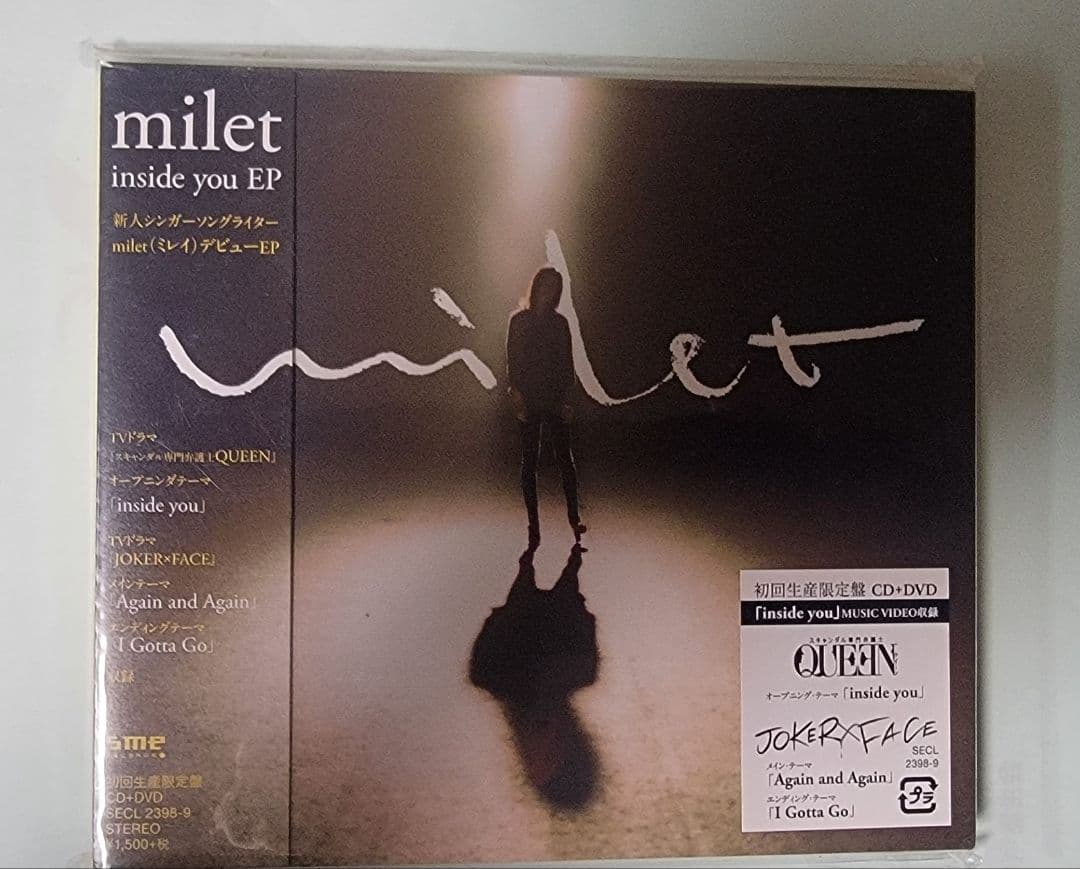 milet
inside you EP
新人シンガーソングライター
milet（ミレイ）デビューEP
milet
TVドラマ
『スキャンダル専門弁護士QUEEN』
オープニングテーマ
「inside you」
TVドラマ
『JOKER×FACE』
メインテーマ
「Again and Again」
エンディングテーマ
「I Gotta Go」
収録
sme
初回生産限定盤
CD+DVD
SECL 2398-9
STEREO
¥1,500+税
初回生産限定盤 CD+DVD
「inside you」MUSIC VIDEO収録
スキャンダル専門弁護士
QUEEN
オープニング・テーマ「inside you」
JOKER×FACE
SECL
2398-9
メイン・テーマ
「Again and Again」
エンディング・テーマ
「I Gotta Go」
プラ